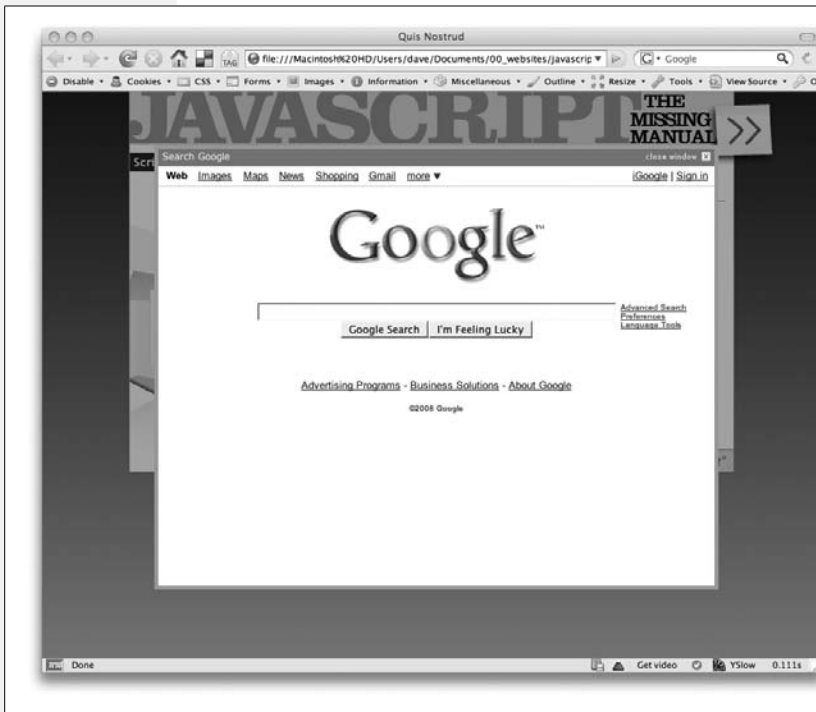 Quis Nostrud
TAG file:///Macintosh%20HD/Users/dave/Documents/00_websites/javascrip Google
Disable Cookies CSS Forms Images Information Miscellaneous Outline Resize Tools View Source O
JAVASCRIPT THE MISSING MANUAL
Scri
Search Google close window
Web Images Maps News Shopping Gmail more iGoogle | Sign in
Google™
Advanced Search
Preferences
Language Tools
Google Search I'm Feeling Lucky
Advertising Programs - Business Solutions - About Google
©2008 Google
Done Get video YSlow 0.111s